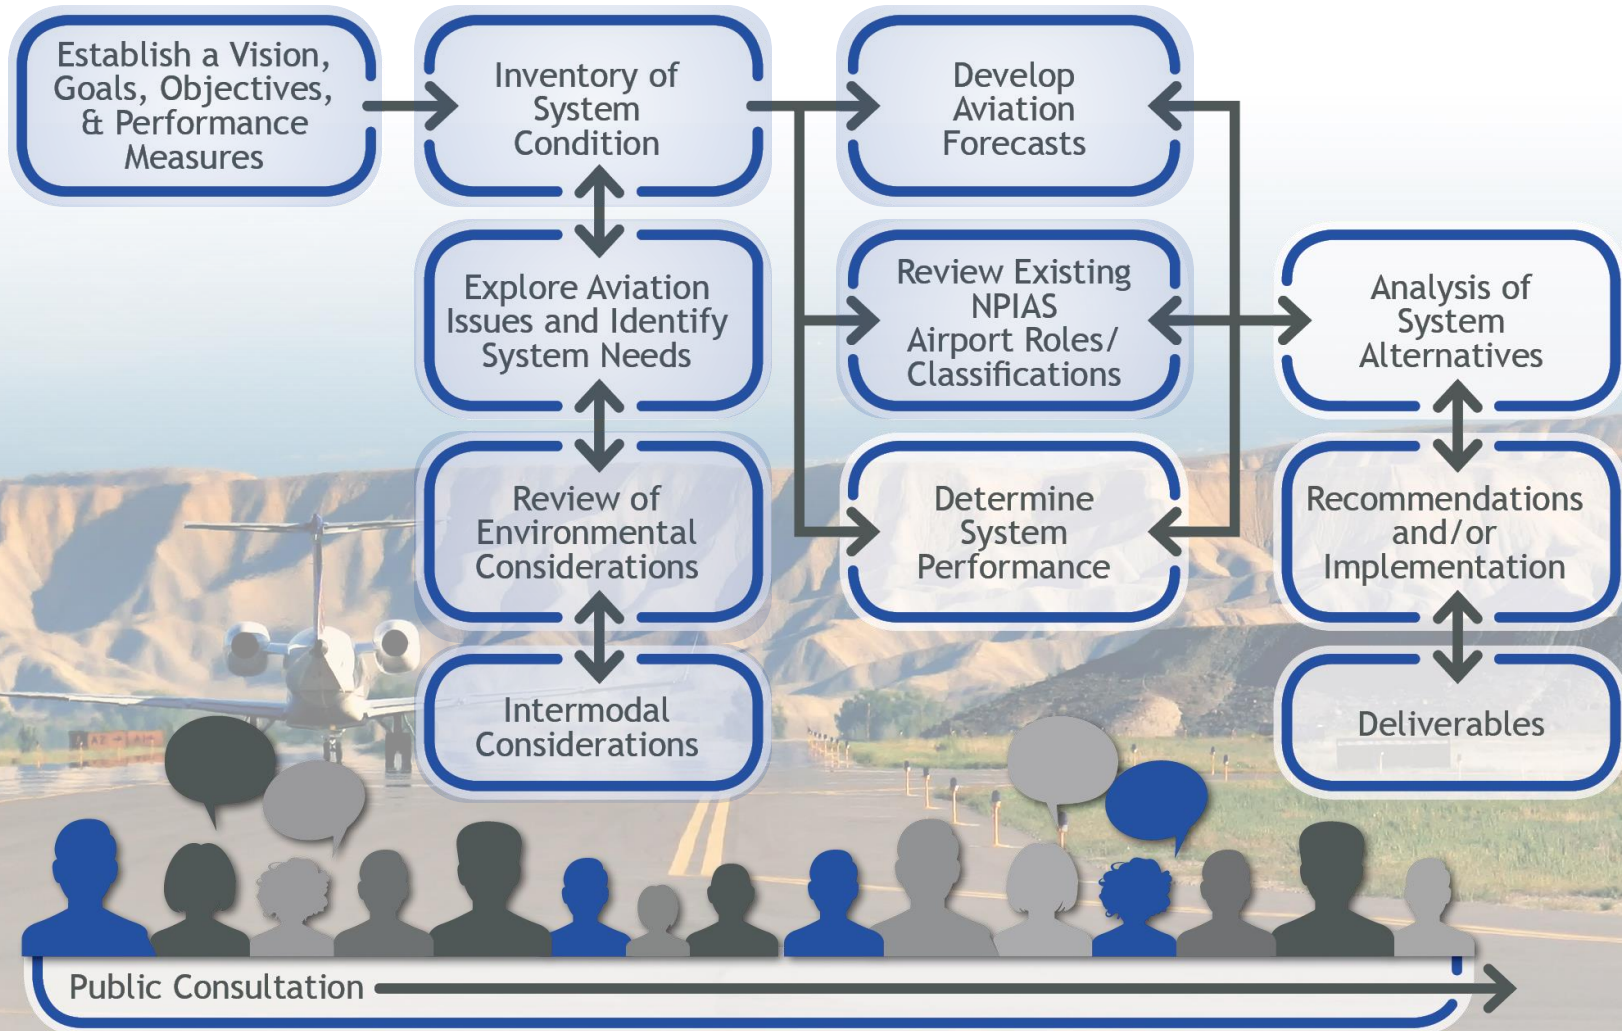 Establish a Vision,
Goals, Objectives,
& Performance
Measures
Inventory of
System
Condition
Develop
Aviation
Forecasts
Explore Aviation
Issues and Identify
System Needs
Review Existing
NPIAS
Airport Roles/
Classifications
Analysis of
System
Alternatives
Review of
Environmental
Considerations
Determine
System
Performance
Recommendations
and/or
Implementation
Intermodal
Considerations
Deliverables
Public Consultation